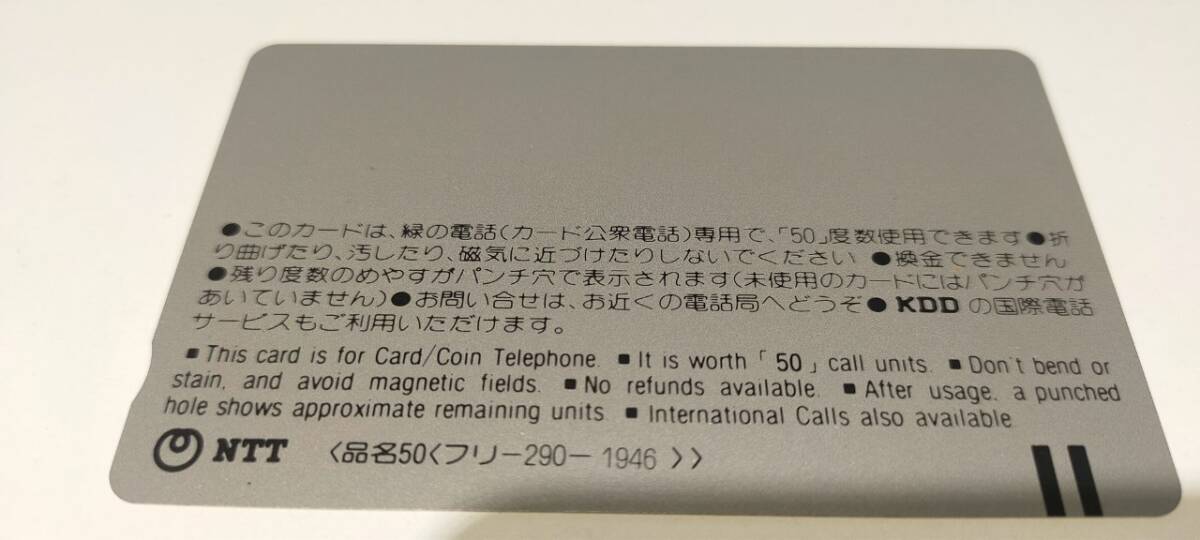 ●このカードは、緑の電話(カード公衆電話)専用で、「50」度数使用できます●折
り曲げたり、汚したり、磁気に近づけたりしないでください ●換金できません
●残り度数のめやすがパンチ穴で表示されます(未使用のカードにはパンチ穴が
あいていません)●お問い合せは、お近くの電話局へどうぞ● KDD の国際電話
サービスもご利用いただけます。
■ This card is for Card/Coin Telephone. ■ It is worth「50」call units. ■ Don't bend or
stain, and avoid magnetic fields. ■ No refunds available. ■ After usage, a punched
hole shows approximate remaining units. ■ International Calls also available
NTT 〈品名50〈フリー290ー 1946 〉〉